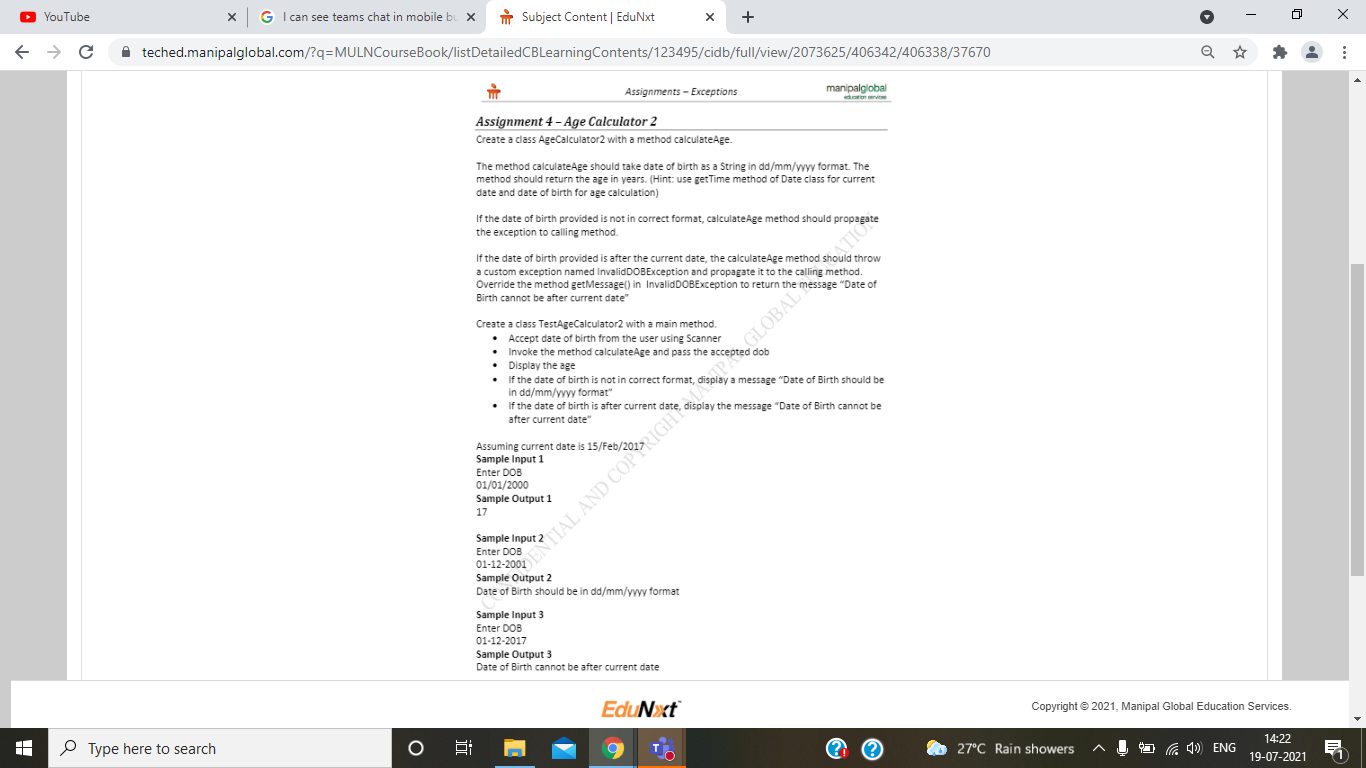 YouTube
I can see teams chat in mobile bu
Subject Content | EduNxt
teched.manipalglobal.com/?q=MULNCourseBook/listDetailedCBLearningContents/123495/cidb/full/view/2073625/406342/406338/37670
Assignments – Exceptions
manipalglobal
education services
Assignment 4 – Age Calculator 2
Create a class AgeCalculator2 with a method calculateAge.
The method calculateAge should take date of birth as a String in dd/mm/yyyy format. The
method should return the age in years. (Hint: use getTime method of Date class for current
date and date of birth for age calculation)
If the date of birth provided is not in correct format, calculateAge method should propagate
the exception to calling method.
If the date of birth provided is after the current date, the calculateAge method should throw
a custom exception named InvalidDOBException and propagate it to the calling method.
Override the method getMessage() in InvalidDOBException to return the message “Date of
Birth cannot be after current date”
Create a class TestAgeCalculator2 with a main method.
• Accept date of birth from the user using Scanner
• Invoke the method calculateAge and pass the accepted dob
• Display the age
• If the date of birth is not in correct format, display a message “Date of Birth should be
in dd/mm/yyyy format”
• If the date of birth is after current date, display the message “Date of Birth cannot be
after current date”
Assuming current date is 15/Feb/2017
Sample Input 1
Enter DOB
01/01/2000
Sample Output 1
17
Sample Input 2
Enter DOB
01-12-2001
Sample Output 2
Date of Birth should be in dd/mm/yyyy format
Sample Input 3
Enter DOB
01-12-2017
Sample Output 3
Date of Birth cannot be after current date
CONFIDENTIAL AND COPYRIGHT MANIPAL GLOBAL EDUCATION
EduNxt
Copyright © 2021, Manipal Global Education Services.
Type here to search
27°C Rain showers
ENG
14:22
19-07-2021
1